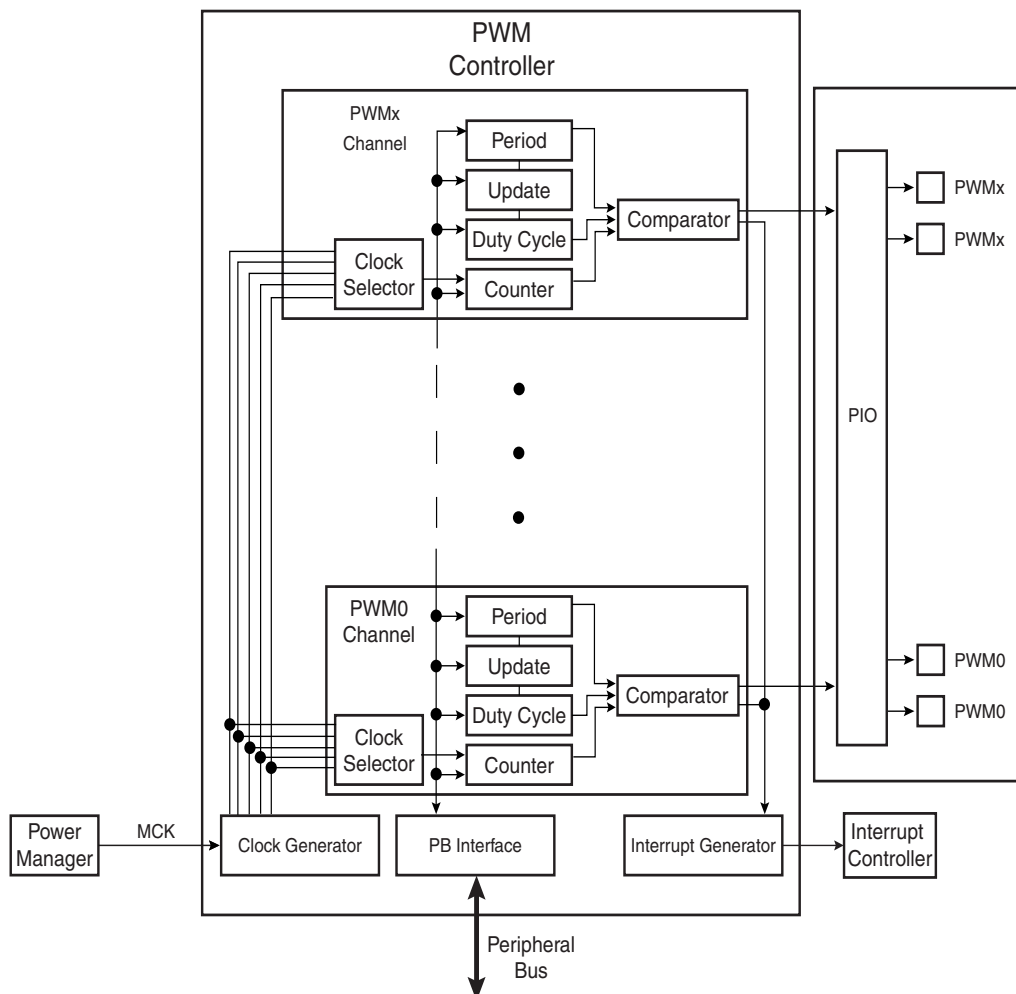 PWM
Controller
PWMx
Channel
Period
Update
Duty Cycle
Counter
Clock
Selector
Comparator
PIO
PWMx
PWMx
PWM0
Channel
Period
Update
Duty Cycle
Counter
Clock
Selector
Comparator
PWM0
PWM0
Power
Manager
MCK
Clock Generator
PB Interface
Interrupt Generator
Interrupt
Controller
Peripheral
Bus